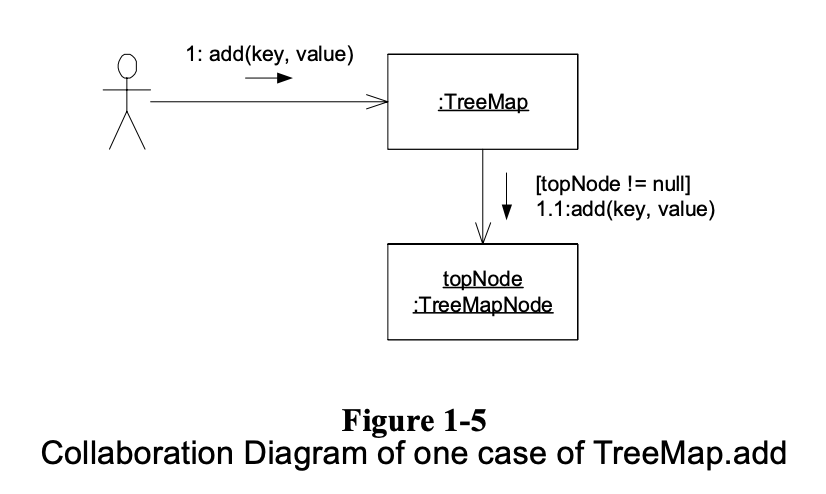 1: add(key, value)
:TreeMap
[topNode != null]
1.1:add(key, value)
topNode
:TreeMapNode
Figure 1-5
Collaboration Diagram of one case of TreeMap.add